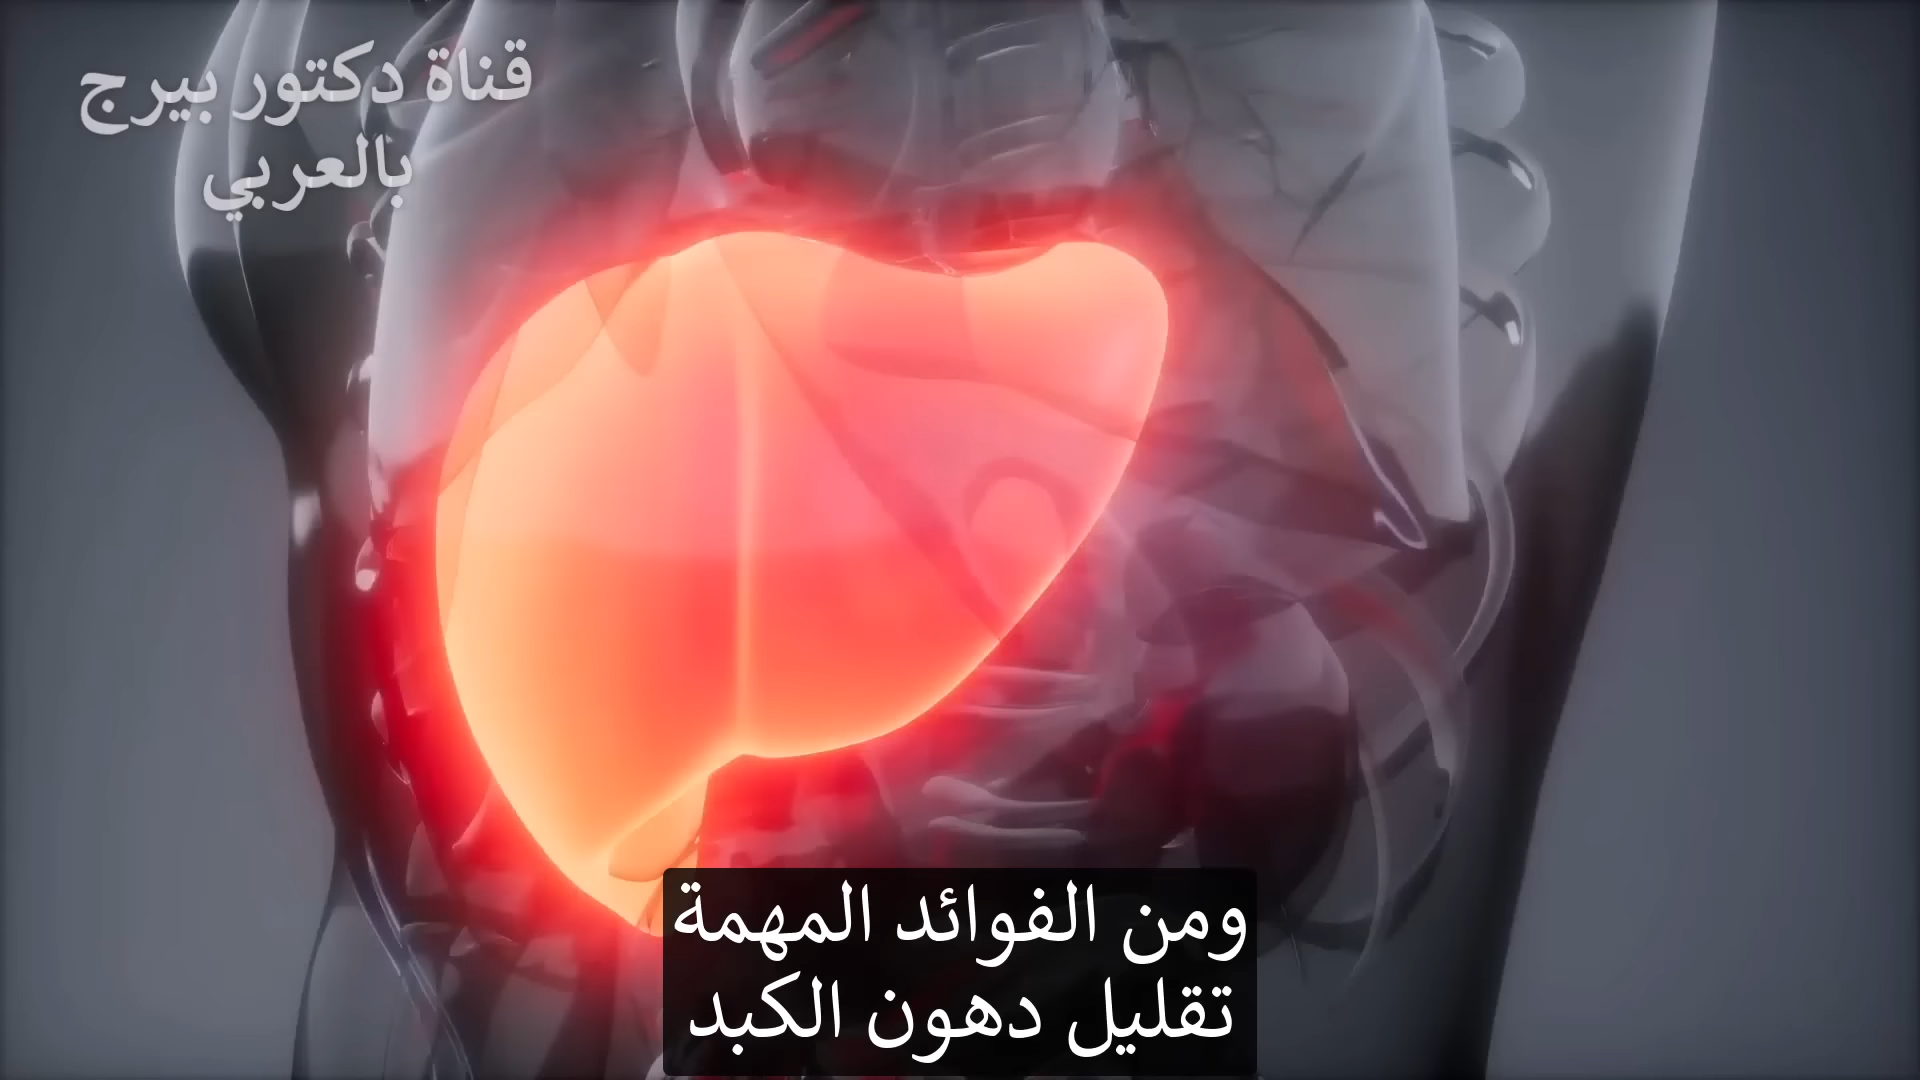 قناة دكتور بيرج
بالعربي
ومن الفوائد المهمة
تقليل دهون الكبد